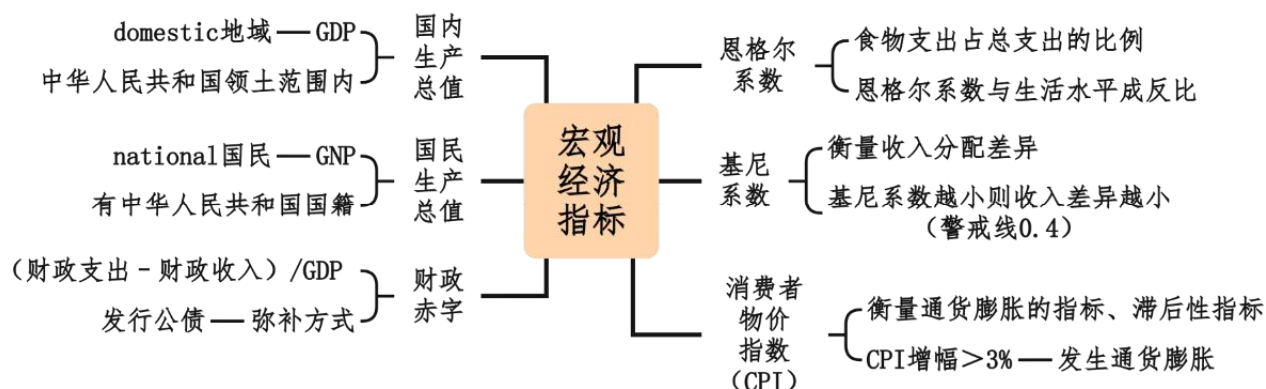 宏观
经济
指标
国内
生产
总值
domestic地域——GDP
中华人民共和国领土范围内
国民
生产
总值
national国民——GNP
有中华人民共和国国籍
财政
赤字
（财政支出－财政收入）/GDP
发行公债——弥补方式
恩格尔
系数
食物支出占总支出的比例
恩格尔系数与生活水平成反比
基尼
系数
衡量收入分配差异
基尼系数越小则收入差异越小
（警戒线0.4）
消费者
物价
指数
（CPI）
衡量通货膨胀的指标、滞后性指标
CPI增幅＞3%——发生通货膨胀